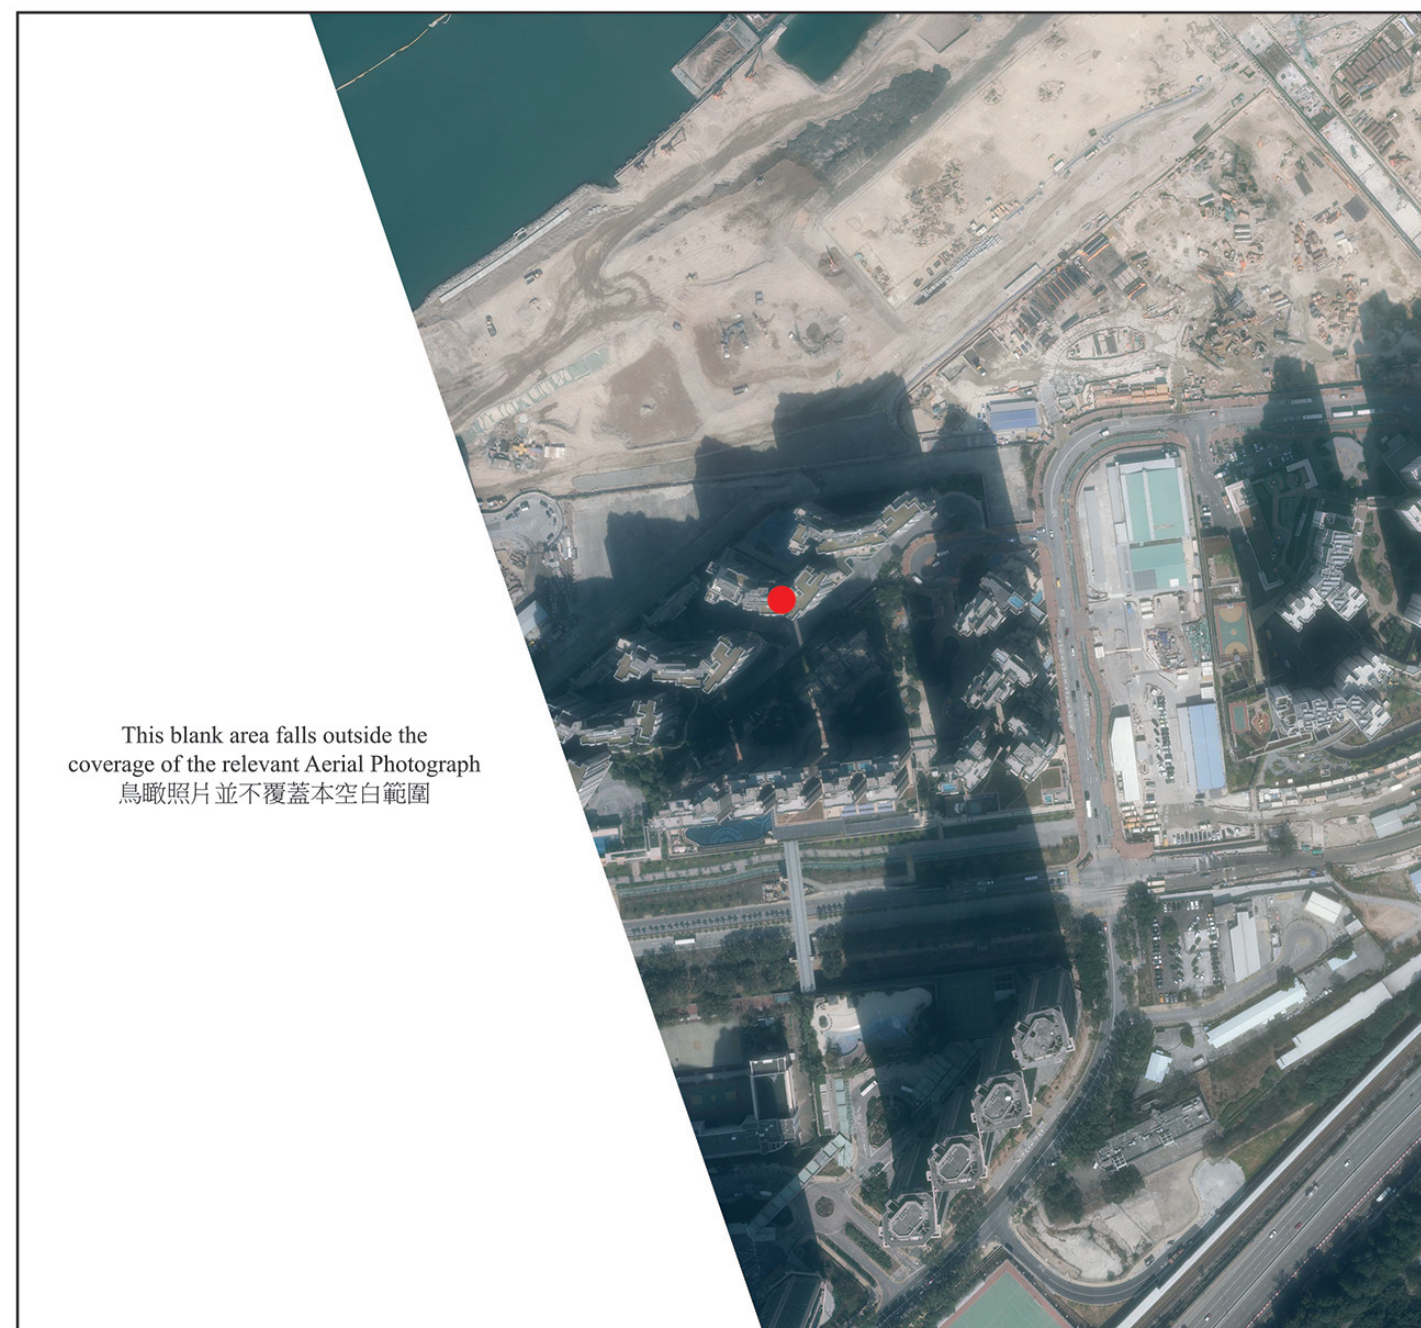 This blank area falls outside the
coverage of the relevant Aerial Photograph
鳥瞰照片並不覆蓋本空白範圍